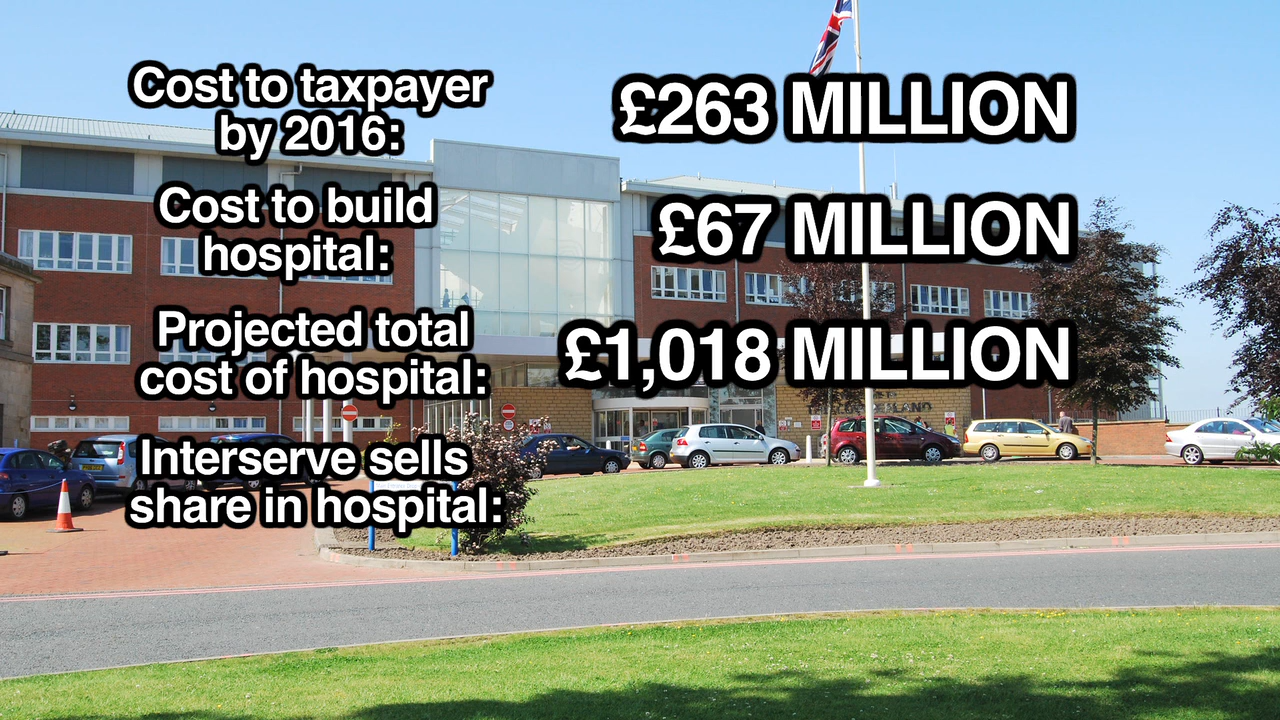 Cost to taxpayer
by 2016:
£263 MILLION
Cost to build
hospital:
£67 MILLION
Projected total
cost of hospital:
£1,018 MILLION
Interserve sells
share in hospital: